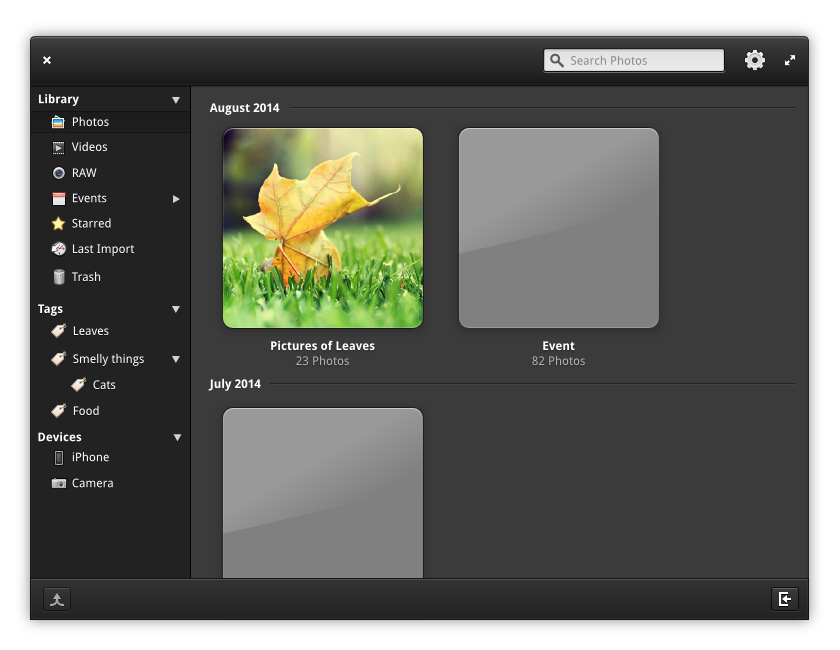 Search Photos
Library
Photos
Videos
RAW
Events
Starred
Last Import
Trash
Tags
Leaves
Smelly things
Cats
Food
Devices
iPhone
Camera
August 2014
Pictures of Leaves
23 Photos
Event
82 Photos
July 2014